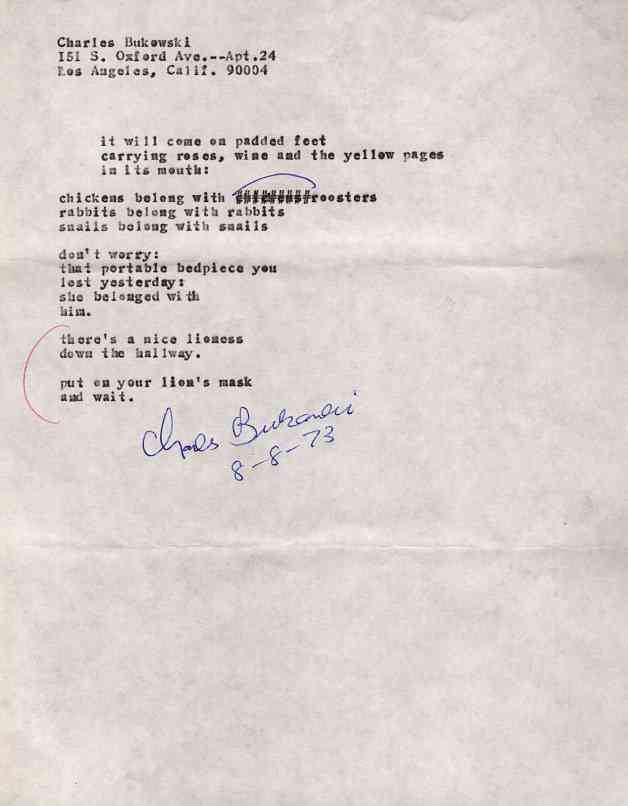 Charles Bukowski
151 S. Oxford Ave.--Apt.24
Los Angeles, Calif. 90004
it will come on padded feet
carrying roses, wine and the yellow pages
in its mouth:
chickens belong with #########roosters
rabbits belong with rabbits
snails belong with snails
don't worry:
that portable bedpiece you
lost yesterday:
she belonged with
him.
there's a nice lioness
down the hallway.
put on your lion's mask
and wait.
Charles Bukowski
8-8-73